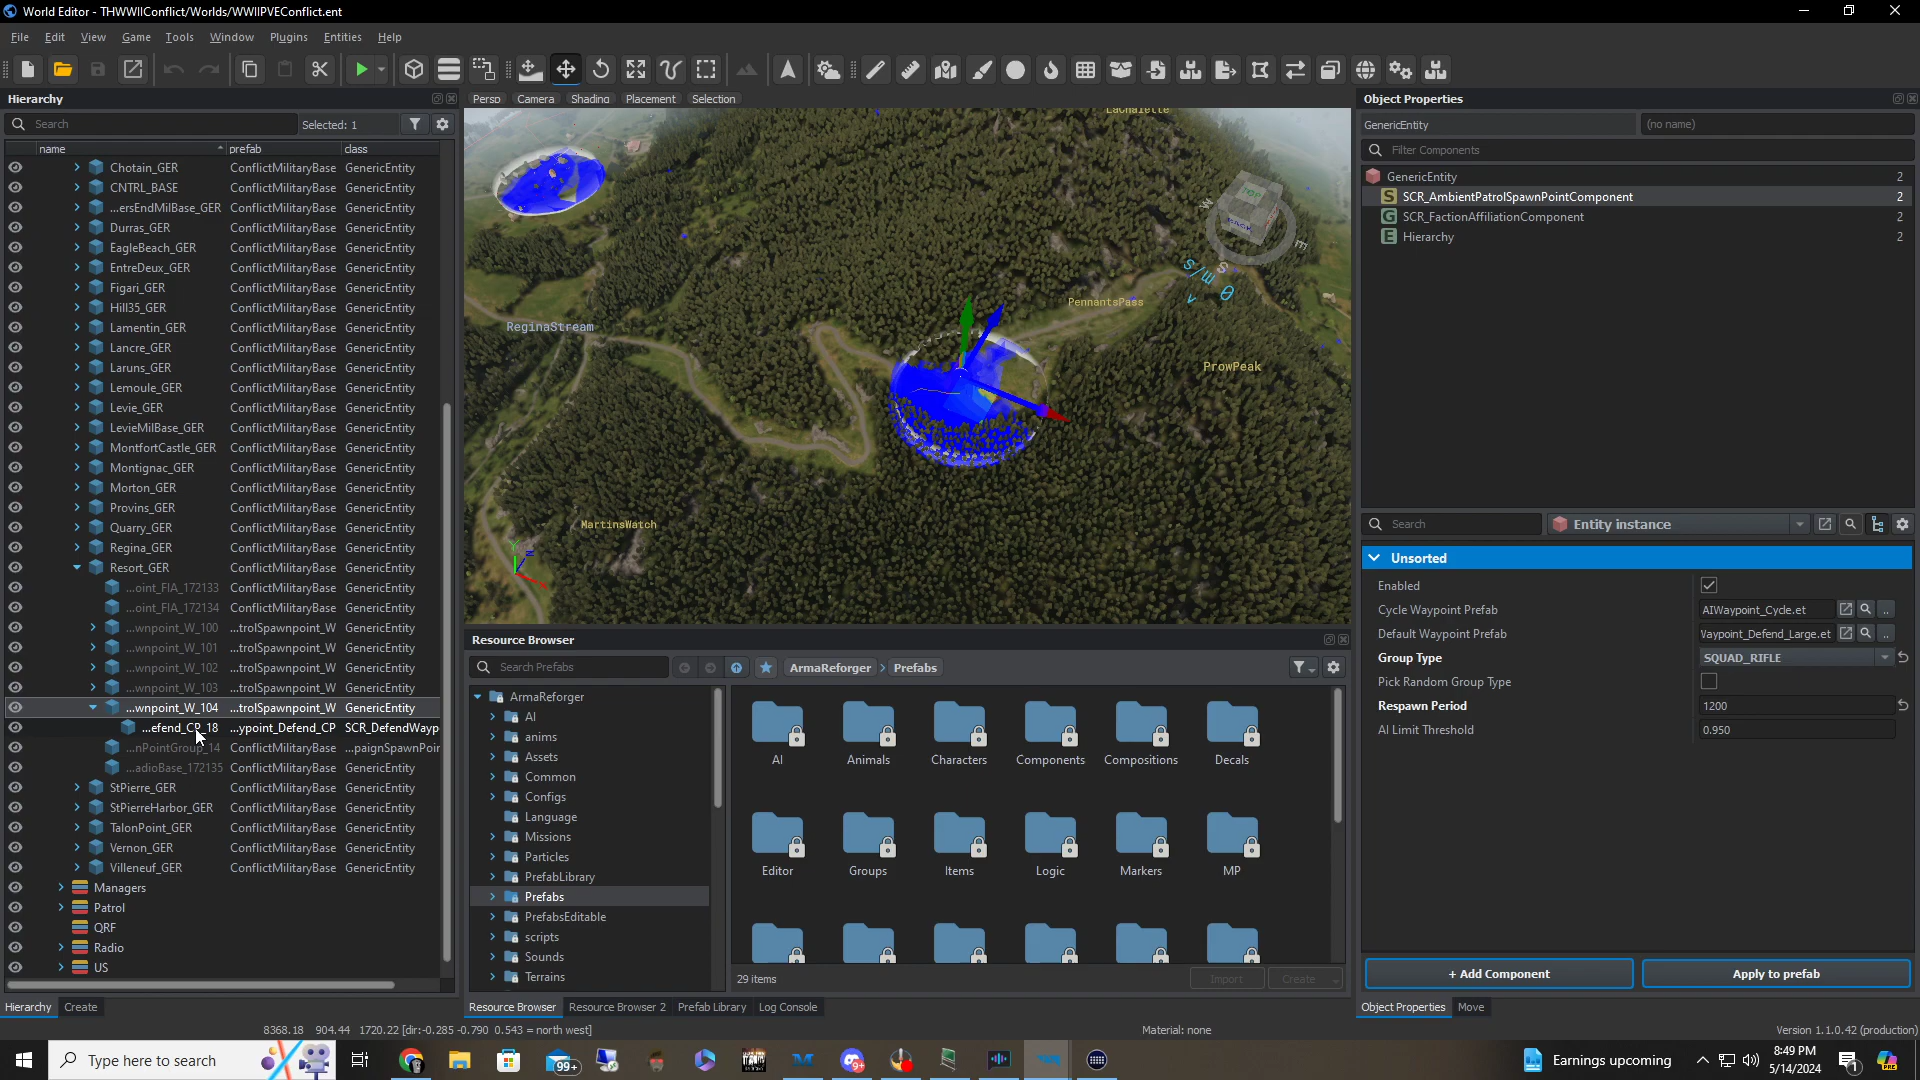 World Editor - THWWIIConflict/Worlds/WWIIPVEConflict.ent
File Edit View Game Tools Window Plugins Entities Help
Hierarchy
Search
Selected: 1
name prefab class
Chotain_GER ConflictMilitaryBase GenericEntity
CNTRL_BASE ConflictMilitaryBase GenericEntity
...ersEndMilBase_GER ConflictMilitaryBase GenericEntity
Durras_GER ConflictMilitaryBase GenericEntity
EagleBeach_GER ConflictMilitaryBase GenericEntity
EntreDeux_GER ConflictMilitaryBase GenericEntity
Figari_GER ConflictMilitaryBase GenericEntity
Hill35_GER ConflictMilitaryBase GenericEntity
Lamentin_GER ConflictMilitaryBase GenericEntity
Lancre_GER ConflictMilitaryBase GenericEntity
Laruns_GER ConflictMilitaryBase GenericEntity
Lemoule_GER ConflictMilitaryBase GenericEntity
Levie_GER ConflictMilitaryBase GenericEntity
LevieMilBase_GER ConflictMilitaryBase GenericEntity
MontfortCastle_GER ConflictMilitaryBase GenericEntity
Montignac_GER ConflictMilitaryBase GenericEntity
Morton_GER ConflictMilitaryBase GenericEntity
Provins_GER ConflictMilitaryBase GenericEntity
Quarry_GER ConflictMilitaryBase GenericEntity
Regina_GER ConflictMilitaryBase GenericEntity
Resort_GER ConflictMilitaryBase GenericEntity
...oint_FIA_172133 ConflictMilitaryBase GenericEntity
...oint_FIA_172134 ConflictMilitaryBase GenericEntity
...wnpoint_W_100 ...trolSpawnpoint_W GenericEntity
...wnpoint_W_101 ...trolSpawnpoint_W GenericEntity
...wnpoint_W_102 ...trolSpawnpoint_W GenericEntity
...wnpoint_W_103 ...trolSpawnpoint_W GenericEntity
...wnpoint_W_104 ...trolSpawnpoint_W GenericEntity
...efend_CP_18 ...ypoint_Defend_CP SCR_DefendWayp
...nPointGroup_14 ConflictMilitaryBase ...paignSpawnPoin
...adioBase_172135 ConflictMilitaryBase GenericEntity
StPierre_GER ConflictMilitaryBase GenericEntity
StPierreHarbor_GER ConflictMilitaryBase GenericEntity
TalonPoint_GER ConflictMilitaryBase GenericEntity
Vernon_GER ConflictMilitaryBase GenericEntity
Villeneuf_GER ConflictMilitaryBase GenericEntity
Managers
Patrol
QRF
Radio
US
Hierarchy Create
Persp Camera Shading Placement Selection
LaChalette
TOP
BACK
W
E
S
m/s
v
θ
PennantsPass
ReginaStream
ProwPeak
MartinsWatch
Y
Z
Resource Browser
Search Prefabs
ArmaReforger > Prefabs
ArmaReforger
AI
anims
Assets
Common
Configs
Language
Missions
Particles
PrefabLibrary
Prefabs
PrefabsEditable
scripts
Sounds
Terrains
AI Animals Characters Components Compositions Decals
Editor Groups Items Logic Markers MP
29 items
Import Create
Resource Browser Resource Browser 2 Prefab Library Log Console
Object Properties
GenericEntity (no name)
Filter Components
GenericEntity 2
SCR_AmbientPatrolSpawnPointComponent 2
SCR_FactionAffiliationComponent 2
Hierarchy 2
Search
Entity instance
Unsorted
Enabled
Cycle Waypoint Prefab AIWaypoint_Cycle.et ..
Default Waypoint Prefab Vaypoint_Defend_Large.et ..
Group Type SQUAD_RIFLE
Pick Random Group Type
Respawn Period 1200
AI Limit Threshold 0.950
+ Add Component Apply to prefab
Object Properties Move
8368.18 904.44 1720.22 [dir:-0.285 -0.790 0.543 = north west]
Material: none
Version 1.1.0.42 (production)
Type here to search
99+
9+
Earnings upcoming
8:49 PM
5/14/2024
1
PRE